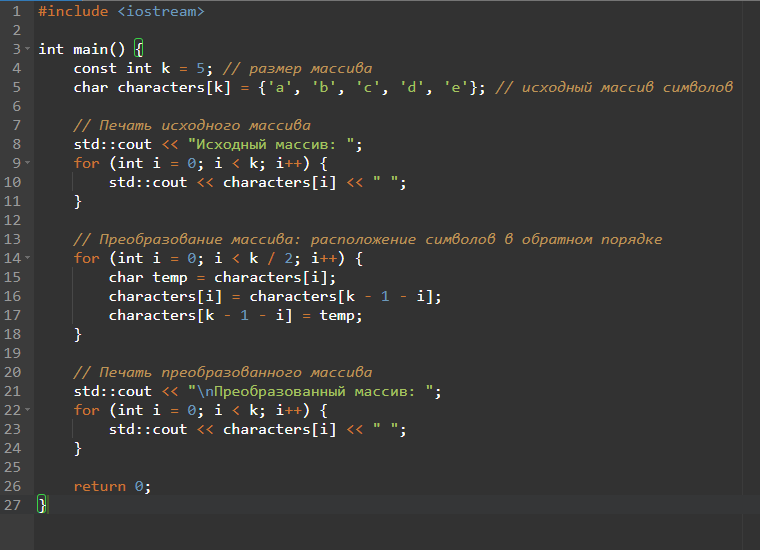 1 #include <iostream>
2
3 int main() {
4     const int k = 5; // размер массива
5     char characters[k] = {'a', 'b', 'c', 'd', 'e'}; // исходный массив символов
6
7     // Печать исходного массива
8     std::cout << "Исходный массив: ";
9     for (int i = 0; i < k; i++) {
10         std::cout << characters[i] << " ";
11     }
12
13     // Преобразование массива: расположение символов в обратном порядке
14     for (int i = 0; i < k / 2; i++) {
15         char temp = characters[i];
16         characters[i] = characters[k - 1 - i];
17         characters[k - 1 - i] = temp;
18     }
19
20     // Печать преобразованного массива
21     std::cout << "\nПреобразованный массив: ";
22     for (int i = 0; i < k; i++) {
23         std::cout << characters[i] << " ";
24     }
25
26     return 0;
27 }